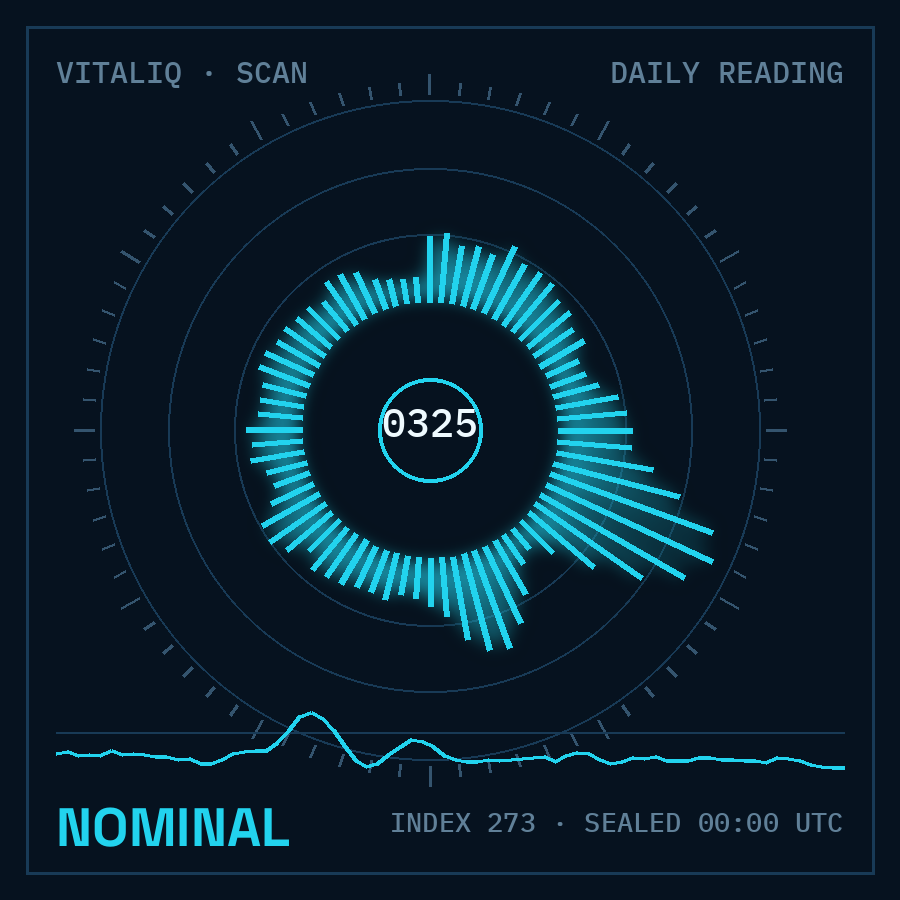 VITALIQ · SCAN
DAILY READING
0325
NOMINAL
INDEX 273 · SEALED 00:00 UTC